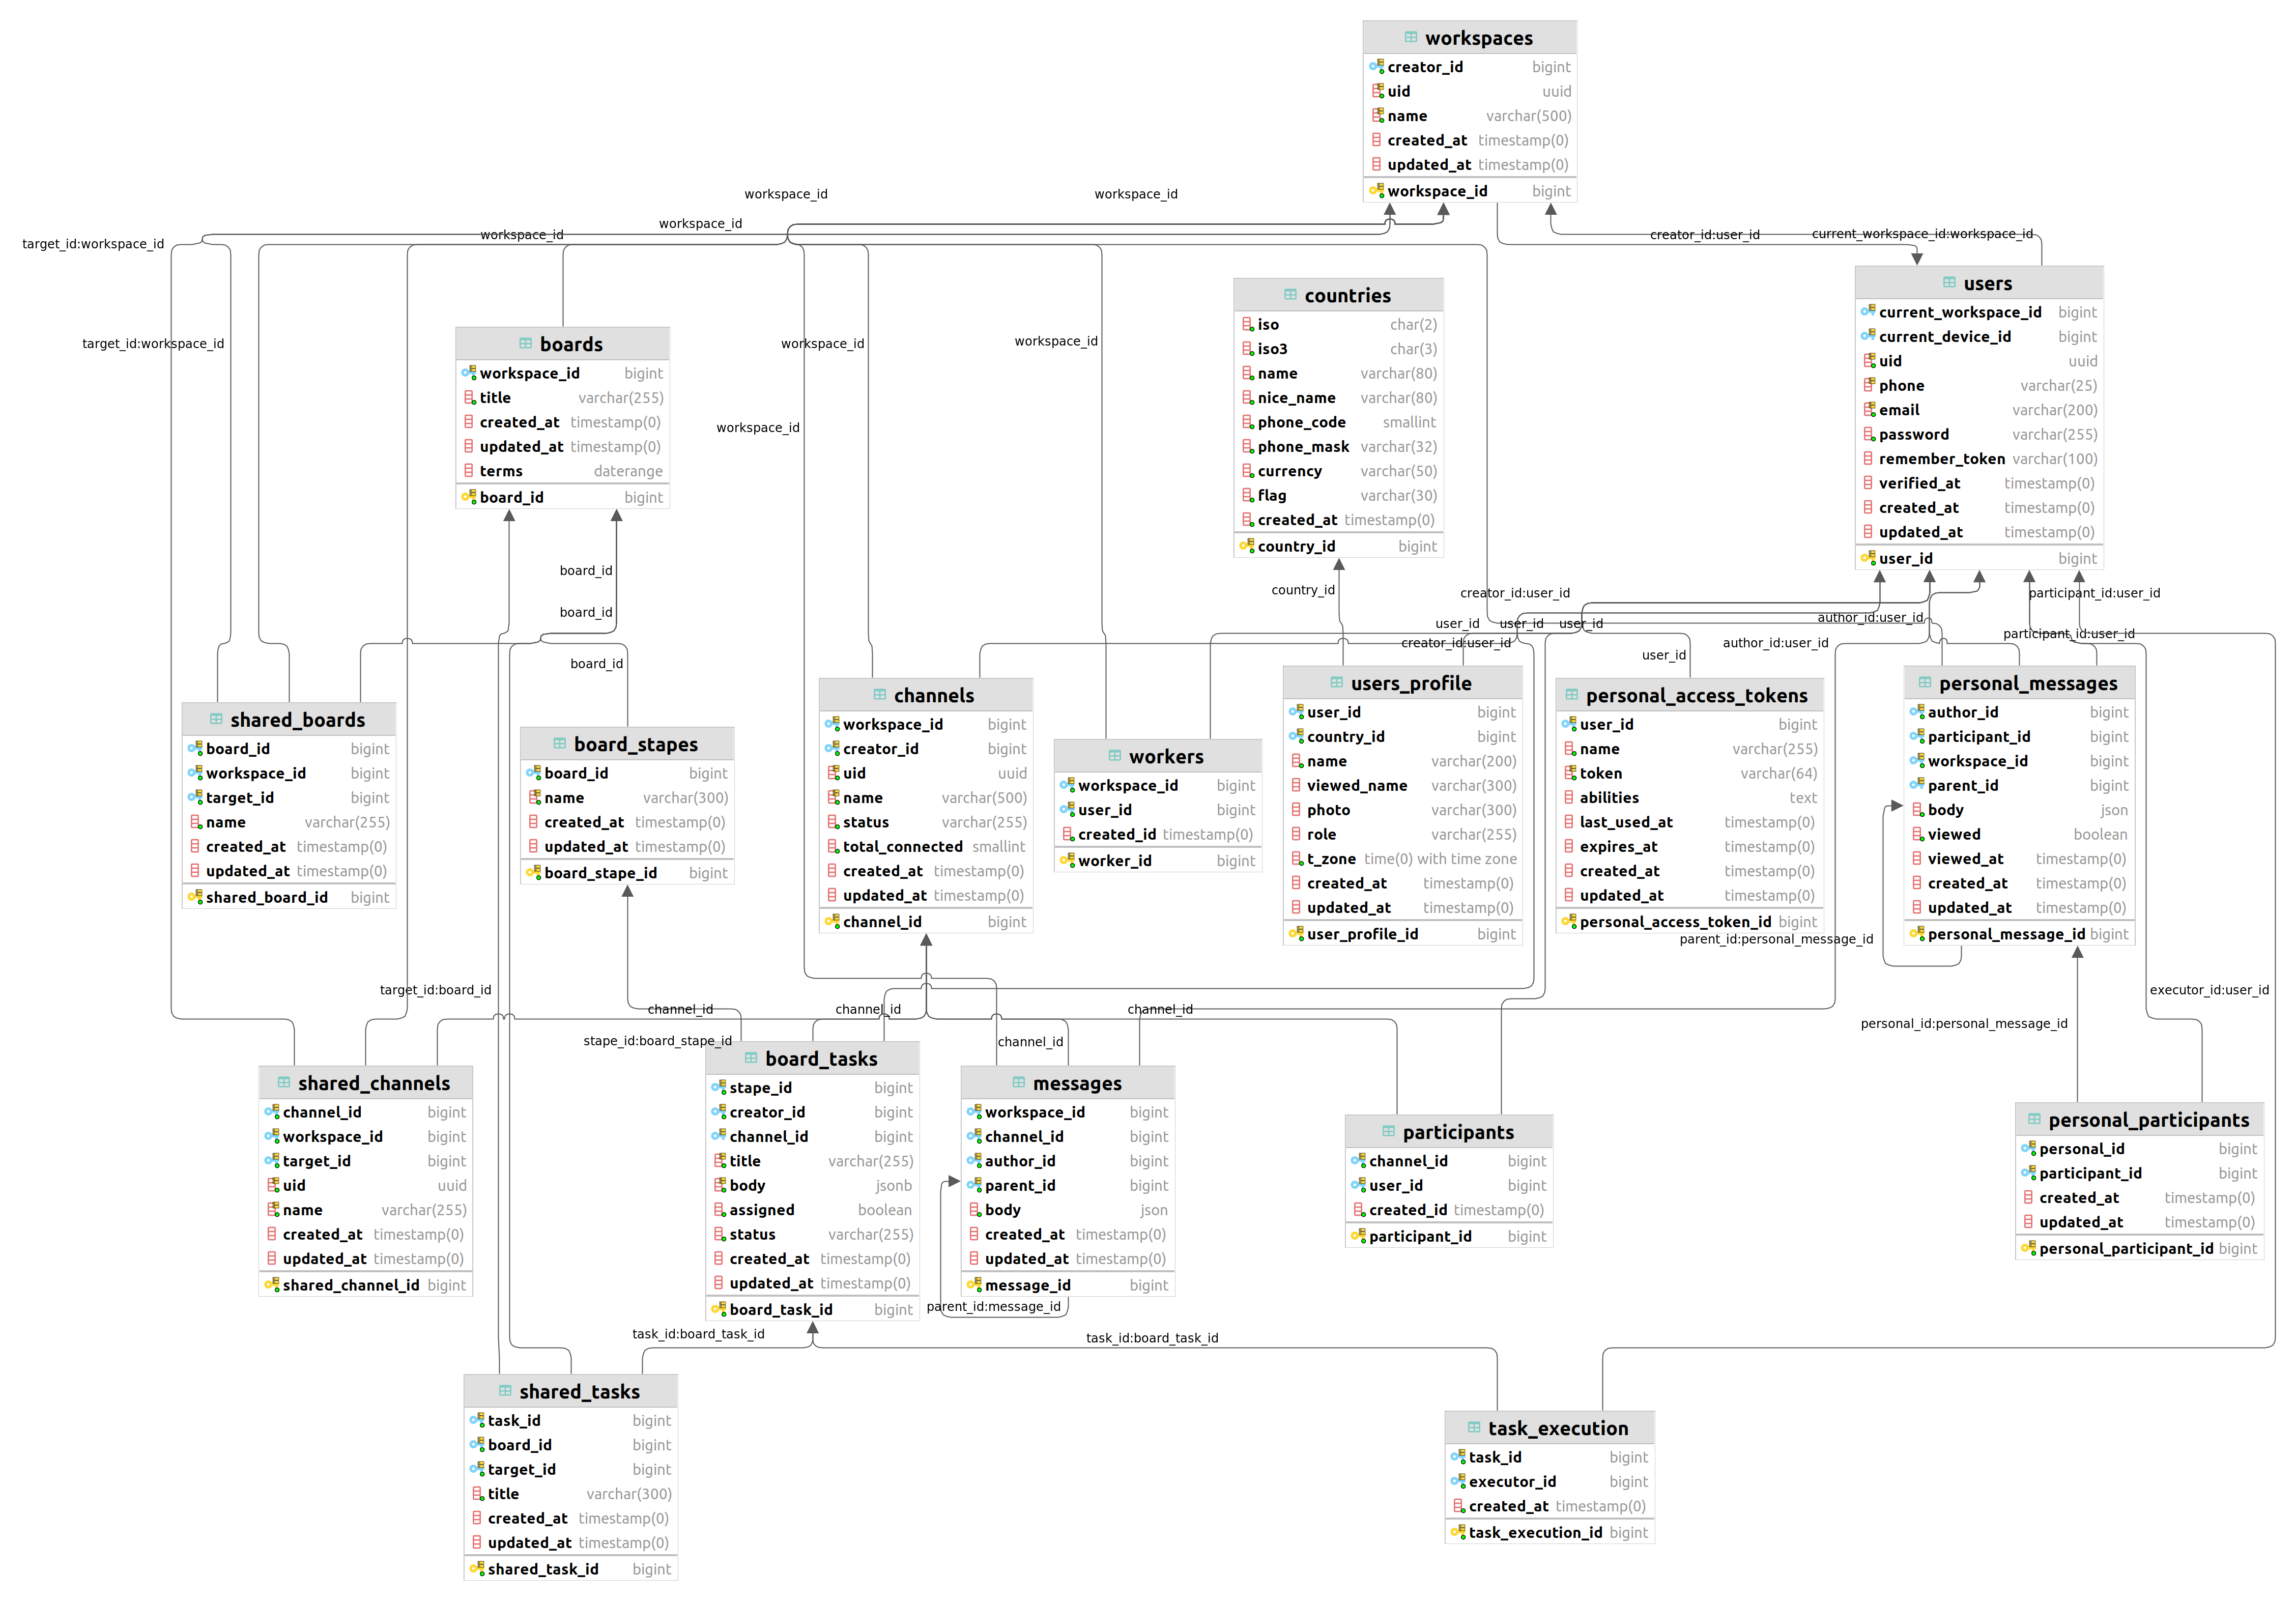 workspaces
creator_id bigint
uid uuid
name varchar(500)
created_at timestamp(0)
updated_at timestamp(0)
workspace_id bigint
workspace_id
workspace_id
workspace_id
workspace_id
target_id:workspace_id
creator_id:user_id
current_workspace_id:workspace_id
users
current_workspace_id bigint
current_device_id bigint
uid uuid
phone varchar(25)
email varchar(200)
password varchar(255)
remember_token varchar(100)
verified_at timestamp(0)
created_at timestamp(0)
updated_at timestamp(0)
user_id bigint
countries
iso char(2)
iso3 char(3)
name varchar(80)
nice_name varchar(80)
phone_code smallint
phone_mask varchar(32)
currency varchar(50)
flag varchar(30)
created_at timestamp(0)
country_id bigint
boards
workspace_id bigint
title varchar(255)
created_at timestamp(0)
updated_at timestamp(0)
terms daterange
board_id bigint
target_id:workspace_id
workspace_id
workspace_id
workspace_id
board_id
board_id
board_id
country_id
creator_id:user_id
participant_id:user_id
author_id:user_id
user_id
user_id
user_id
participant_id:user_id
creator_id:user_id
author_id:user_id
user_id
shared_boards
board_id bigint
workspace_id bigint
target_id bigint
name varchar(255)
created_at timestamp(0)
updated_at timestamp(0)
shared_board_id bigint
board_stapes
board_id bigint
name varchar(300)
created_at timestamp(0)
updated_at timestamp(0)
board_stape_id bigint
channels
workspace_id bigint
creator_id bigint
uid uuid
name varchar(500)
status varchar(255)
total_connected smallint
created_at timestamp(0)
updated_at timestamp(0)
channel_id bigint
workers
workspace_id bigint
user_id bigint
created_id timestamp(0)
worker_id bigint
users_profile
user_id bigint
country_id bigint
name varchar(200)
viewed_name varchar(300)
photo varchar(300)
role varchar(255)
t_zone time(0) with time zone
created_at timestamp(0)
updated_at timestamp(0)
user_profile_id bigint
personal_access_tokens
user_id bigint
name varchar(255)
token varchar(64)
abilities text
last_used_at timestamp(0)
expires_at timestamp(0)
created_at timestamp(0)
updated_at timestamp(0)
personal_access_token_id bigint
personal_messages
author_id bigint
participant_id bigint
workspace_id bigint
parent_id bigint
body json
viewed boolean
viewed_at timestamp(0)
created_at timestamp(0)
updated_at timestamp(0)
personal_message_id bigint
parent_id:personal_message_id
target_id:board_id
executor_id:user_id
channel_id
channel_id
channel_id
personal_id:personal_message_id
stape_id:board_stape_id
channel_id
shared_channels
channel_id bigint
workspace_id bigint
target_id bigint
uid uuid
name varchar(255)
created_at timestamp(0)
updated_at timestamp(0)
shared_channel_id bigint
board_tasks
stape_id bigint
creator_id bigint
channel_id bigint
title varchar(255)
body jsonb
assigned boolean
status varchar(255)
created_at timestamp(0)
updated_at timestamp(0)
board_task_id bigint
messages
workspace_id bigint
channel_id bigint
author_id bigint
parent_id bigint
body json
created_at timestamp(0)
updated_at timestamp(0)
message_id bigint
parent_id:message_id
participants
channel_id bigint
user_id bigint
created_id timestamp(0)
participant_id bigint
personal_participants
personal_id bigint
participant_id bigint
created_at timestamp(0)
updated_at timestamp(0)
personal_participant_id bigint
task_id:board_task_id
task_id:board_task_id
shared_tasks
task_id bigint
board_id bigint
target_id bigint
title varchar(300)
created_at timestamp(0)
updated_at timestamp(0)
shared_task_id bigint
task_execution
task_id bigint
executor_id bigint
created_at timestamp(0)
task_execution_id bigint